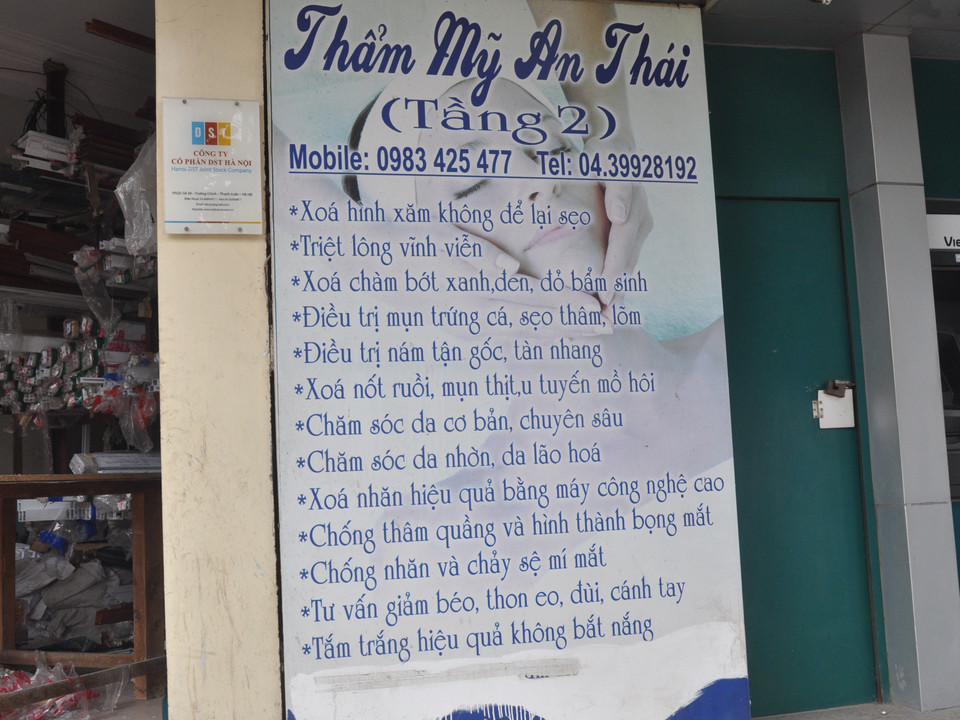 Thẩm Mỹ An Thái
(Tầng 2)
Mobile: 0983 425 477 Tel: 04.39928192
*Xoá hình xăm không để lại sẹo
*Triệt lông vĩnh viễn
*Xoá chàm bớt xanh,đen, đỏ bẩm sinh
*Điều trị mụn trứng cá, sẹo thâm, lõm
*Điều trị nám tận gốc, tàn nhang
*Xoá nốt ruồi, mụn thịt,u tuyến mồ hôi
*Chăm sóc da cơ bản, chuyên sâu
*Chăm sóc da nhờn, da lão hoá
*Xoá nhăn hiệu quả bằng máy công nghệ cao
*Chống thâm quầng và hình thành bọng mắt
*Chống nhăn và chảy sệ mí mắt
*Tư vấn giảm béo, thon eo, đùi, cánh tay
*Tắm trắng hiệu quả không bắt nắng
DST
CÔNG TY
CỔ PHẦN DST HÀ NỘI
Hanoi DST Joint Stock Company